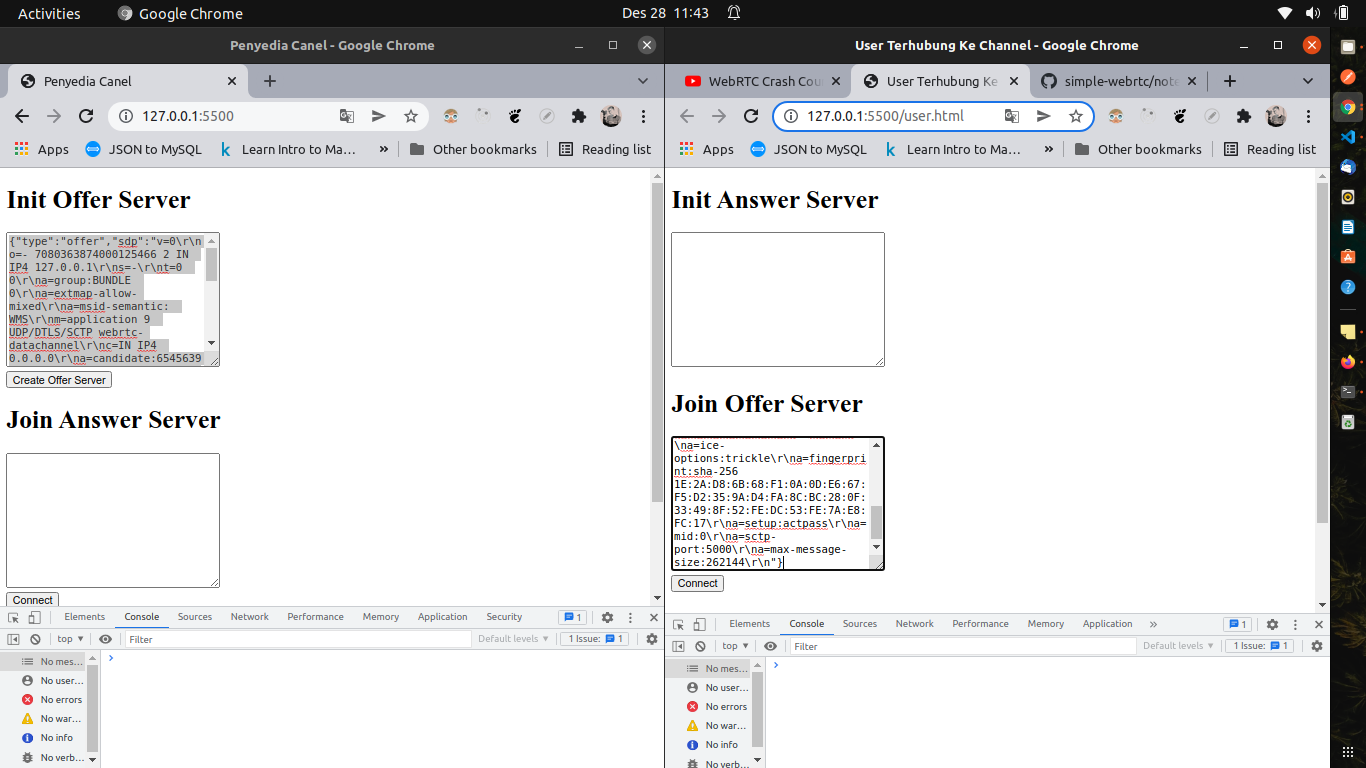 Activities
Google Chrome
Des 28 11:43
Penyedia Canel - Google Chrome
Penyedia Canel
127.0.0.1:5500
Apps
JSON to MySQL
Learn Intro to Ma…
»
Other bookmarks
Reading list
Init Offer Server
{"type":"offer","sdp":"v=0\r\n
o=- 7080363874000125466 2 IN
IP4 127.0.0.1\r\ns=-\r\nt=0
0\r\na=group:BUNDLE
0\r\na=extmap-allow-
mixed\r\na=msid-semantic:
WMS\r\nm=application 9
UDP/DTLS/SCTP webrtc-
datachannel\r\nc=IN IP4
0.0.0.0\r\na=candidate:6545639
Create Offer Server
Join Answer Server
Connect
Elements
Console
Sources
Network
Performance
Memory
Application
Security
1
top ▼
Filter
Default levels ▼
1 Issue: 1
No mes…
No user…
No errors
No war…
No info
No verb…
User Terhubung Ke Channel - Google Chrome
WebRTC Crash Cou
User Terhubung Ke
simple-webrtc/note
127.0.0.1:5500/user.html
Apps
JSON to MySQL
Learn Intro to Ma…
»
Other bookmarks
Reading list
Init Answer Server
Join Offer Server
\na=ice-
options:trickle\r\na=fingerpri
nt:sha-256
1E:2A:D8:6B:68:F1:0A:0D:E6:67:
F5:D2:35:9A:D4:FA:8C:BC:28:0F:
33:49:8F:52:FE:DC:53:FE:7A:E8:
FC:17\r\na=setup:actpass\r\na=
mid:0\r\na=sctp-
port:5000\r\na=max-message-
size:262144\r\n"}
Connect
Elements
Console
Sources
Network
Performance
Memory
Application
»
1
top ▼
Filter
Default levels ▼
1 Issue: 1
No mes…
No user…
No errors
No war…
No info
No verb…